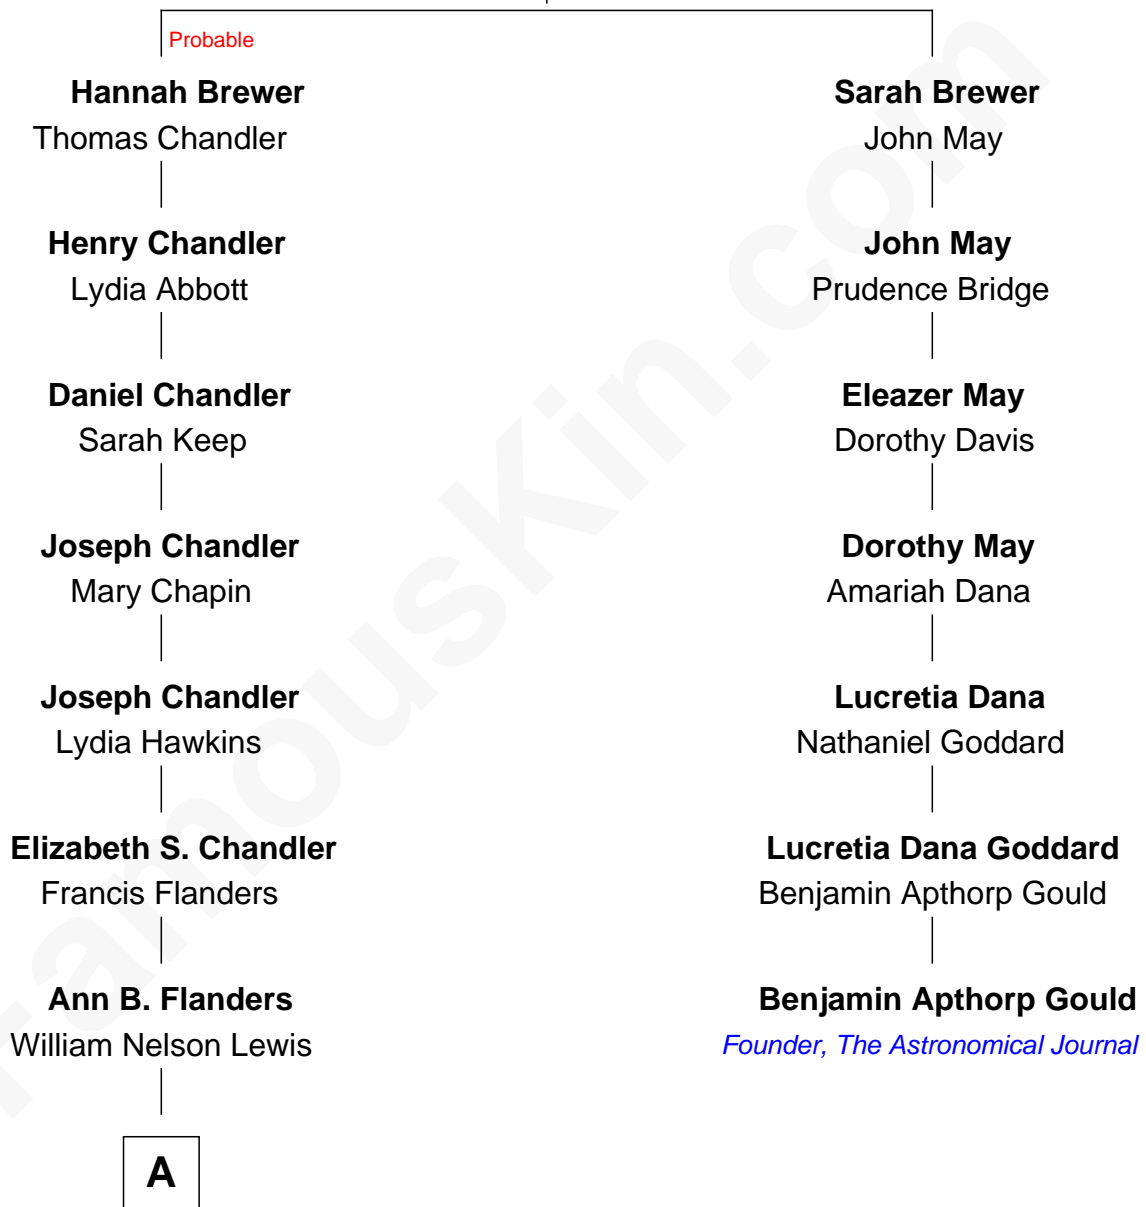 Probable
Hannah Brewer
Thomas Chandler
Sarah Brewer
John May
Henry Chandler
Lydia Abbott
John May
Prudence Bridge
Daniel Chandler
Sarah Keep
Eleazer May
Dorothy Davis
Joseph Chandler
Mary Chapin
Dorothy May
Amariah Dana
Joseph Chandler
Lydia Hawkins
Lucretia Dana
Nathaniel Goddard
Elizabeth S. Chandler
Francis Flanders
Lucretia Dana Goddard
Benjamin Apthorp Gould
Ann B. Flanders
William Nelson Lewis
Benjamin Apthorp Gould
Founder, The Astronomical Journal
A
FamousKin.com